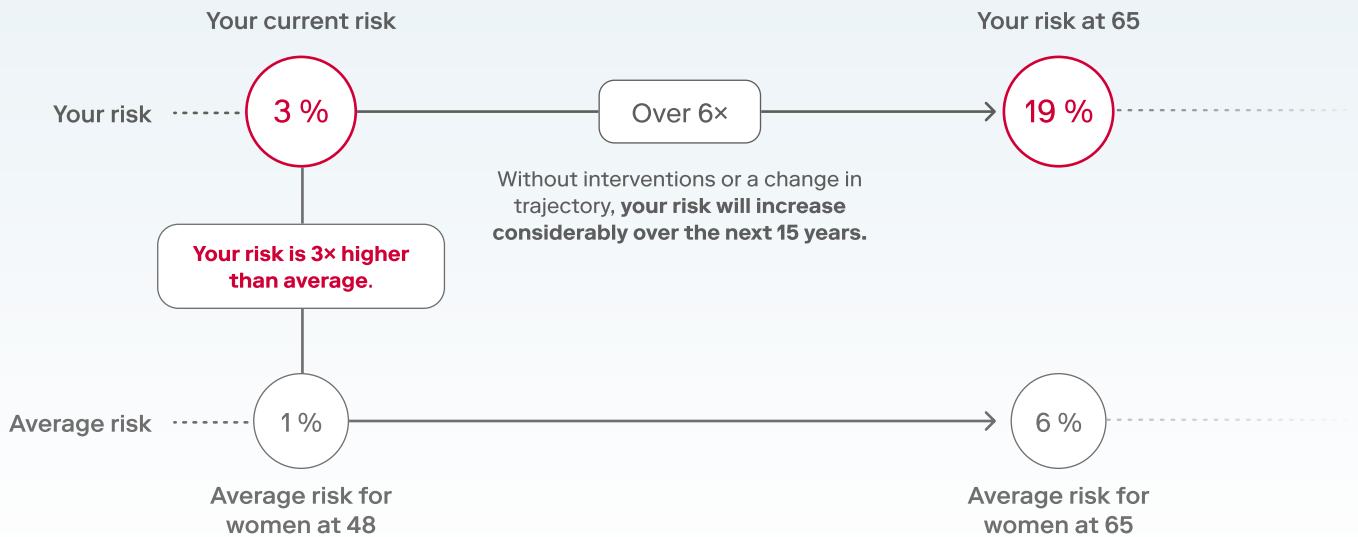 Your current risk
Your risk at 65
Your risk
3 %
Over 6×
19 %
Without interventions or a change in
trajectory, your risk will increase
considerably over the next 15 years.
Your risk is 3× higher
than average.
Average risk
1 %
6 %
Average risk for
women at 48
Average risk for
women at 65